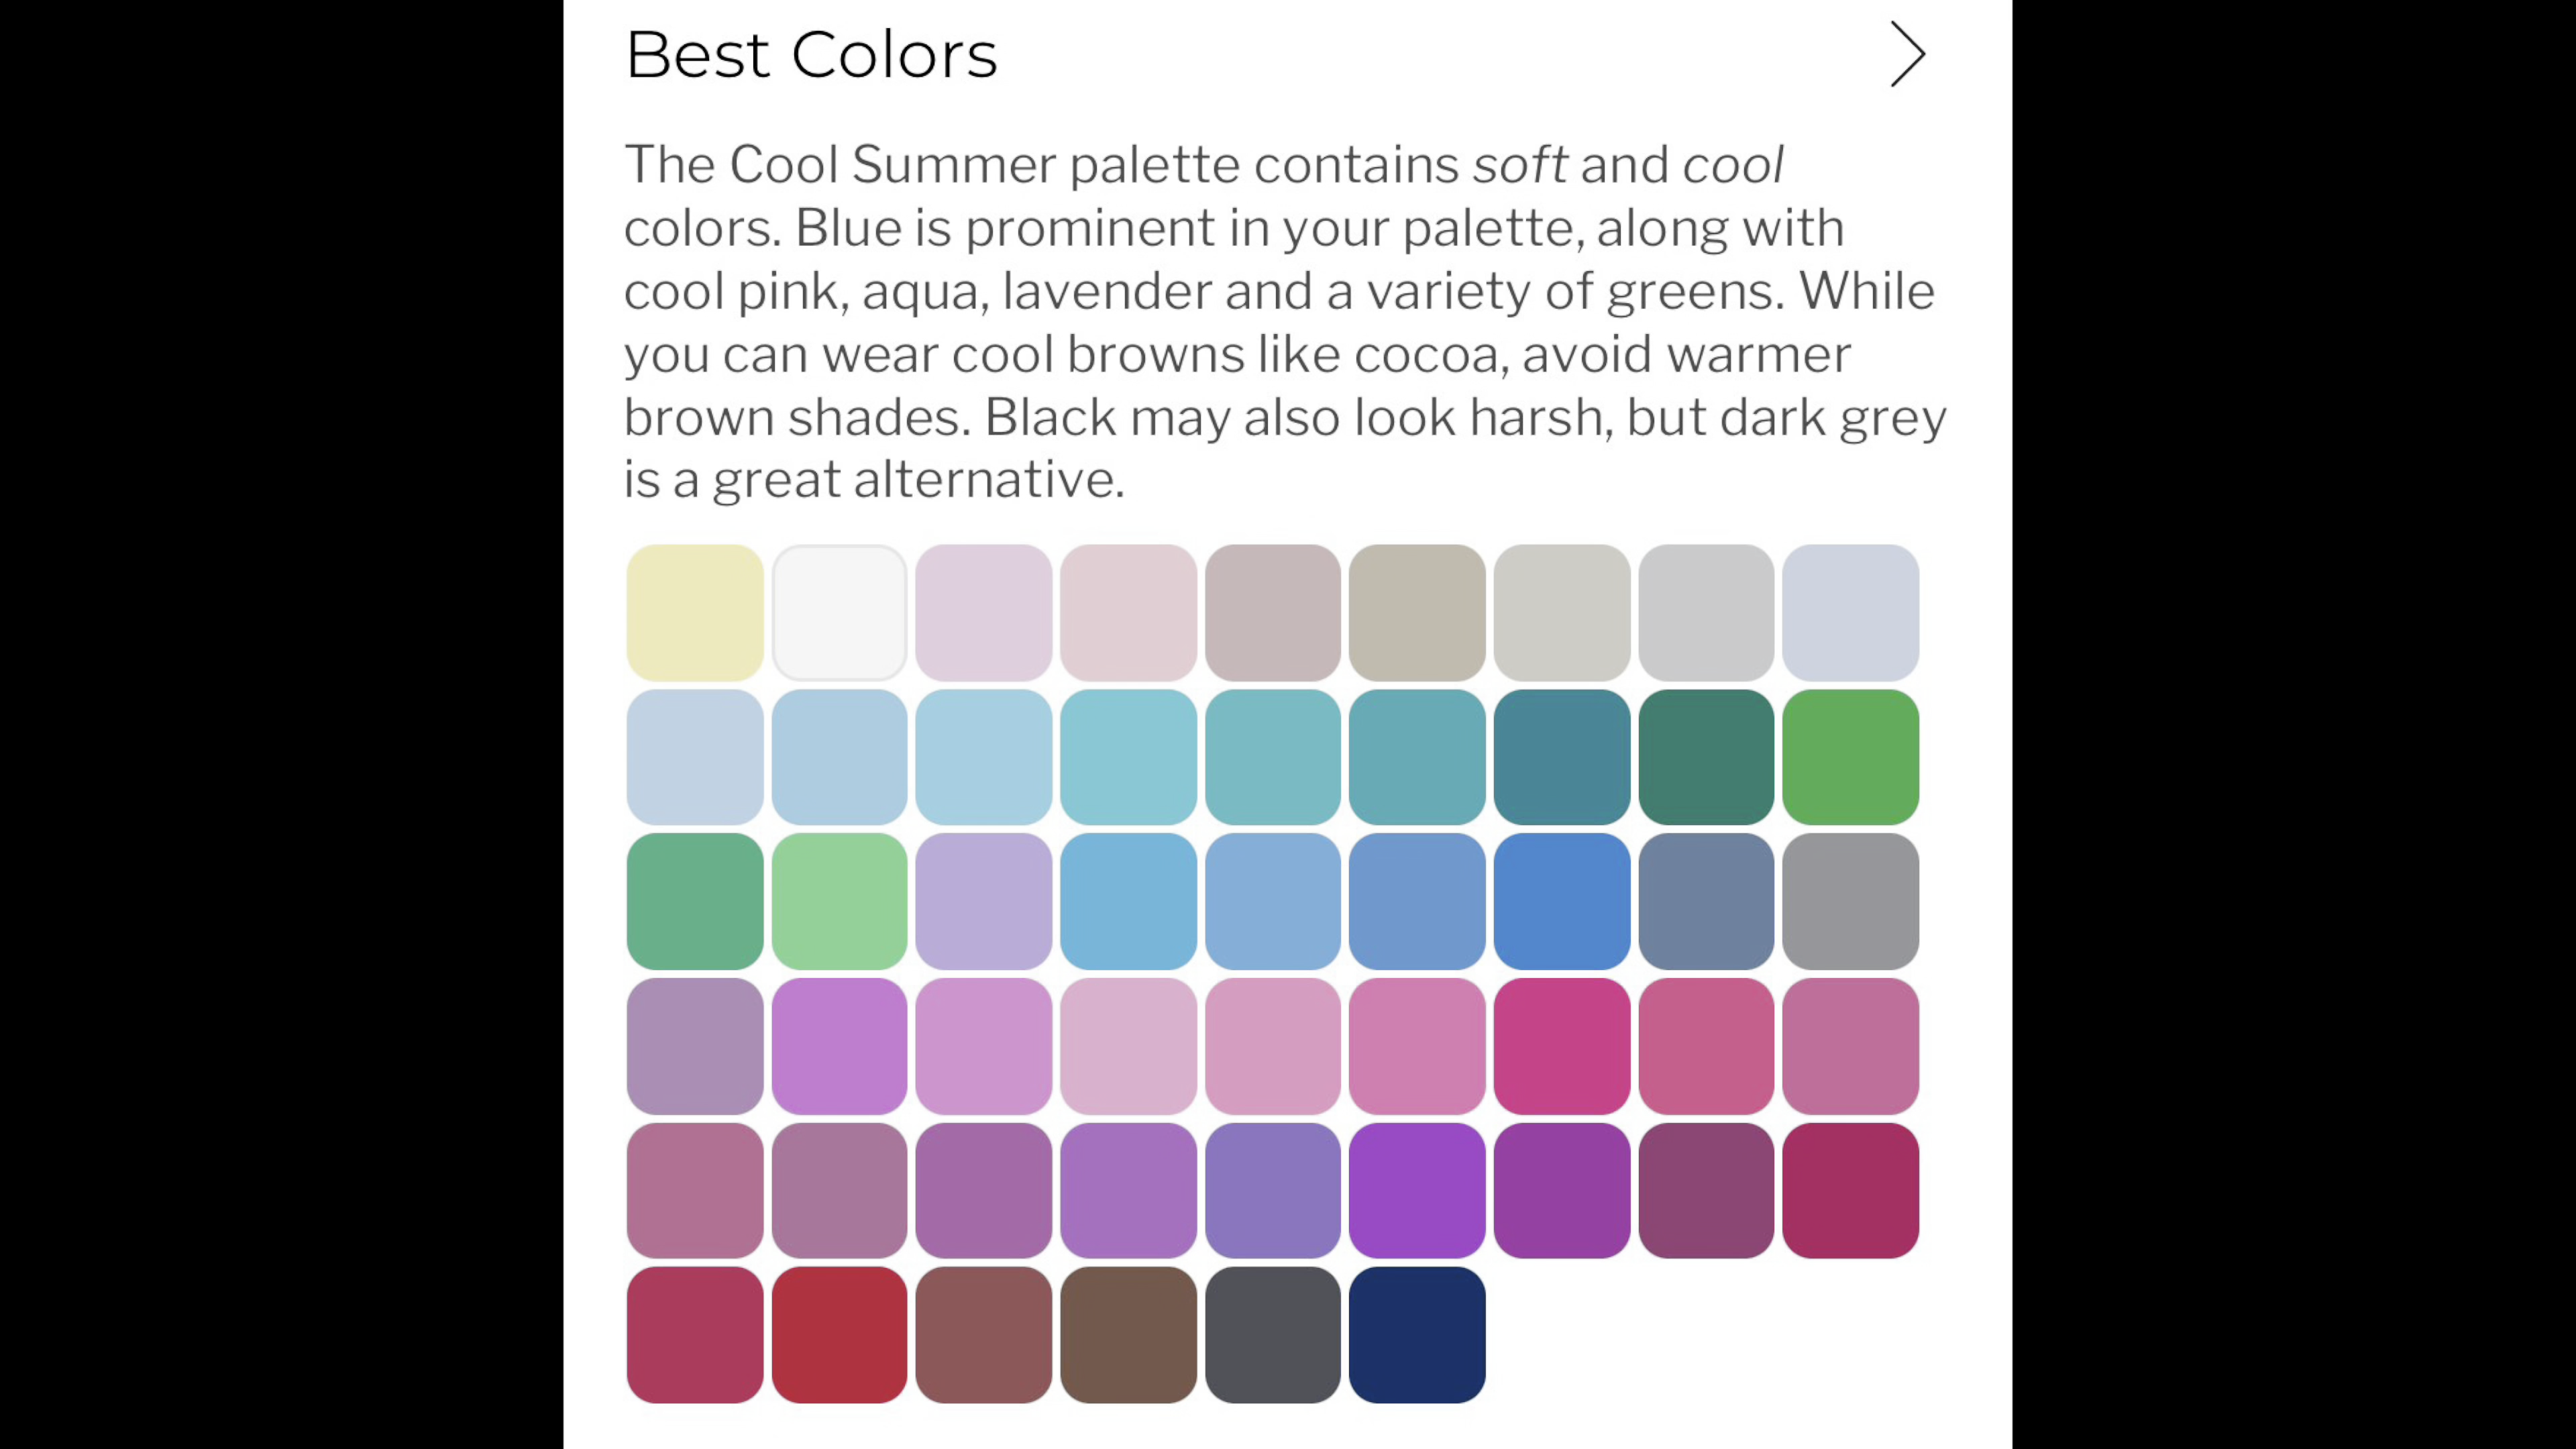 Best Colors
The Cool Summer palette contains soft and cool
colors. Blue is prominent in your palette, along with
cool pink, aqua, lavender and a variety of greens. While
you can wear cool browns like cocoa, avoid warmer
brown shades. Black may also look harsh, but dark grey
is a great alternative.